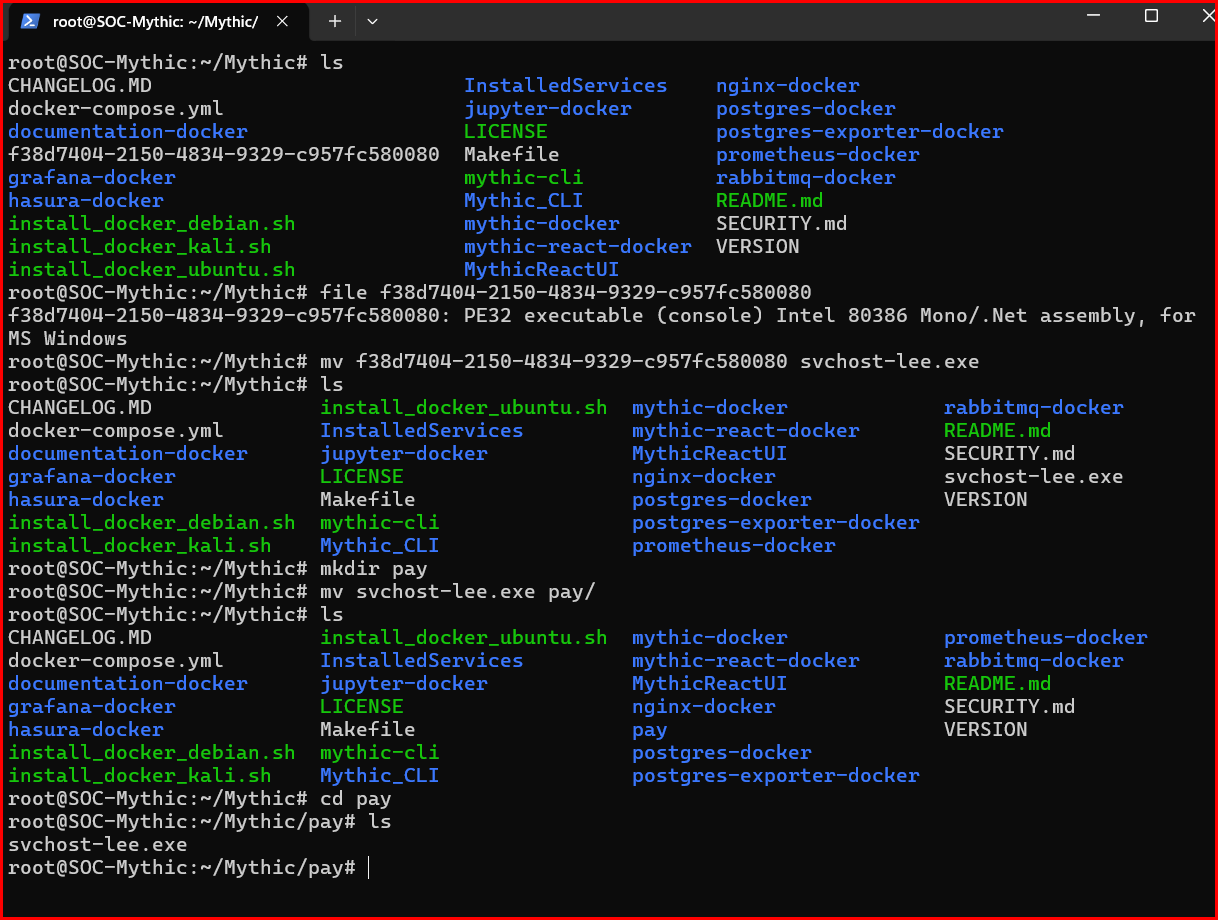 root@SOC-Mythic: ~/Mythic/
root@SOC-Mythic:~/Mythic# ls
CHANGELOG.MD InstalledServices nginx-docker
docker-compose.yml jupyter-docker postgres-docker
documentation-docker LICENSE postgres-exporter-docker
f38d7404-2150-4834-9329-c957fc580080 Makefile prometheus-docker
grafana-docker mythic-cli rabbitmq-docker
hasura-docker Mythic_CLI README.md
install_docker_debian.sh mythic-docker SECURITY.md
install_docker_kali.sh mythic-react-docker VERSION
install_docker_ubuntu.sh MythicReactUI
root@SOC-Mythic:~/Mythic# file f38d7404-2150-4834-9329-c957fc580080
f38d7404-2150-4834-9329-c957fc580080: PE32 executable (console) Intel 80386 Mono/.Net assembly, for
MS Windows
root@SOC-Mythic:~/Mythic# mv f38d7404-2150-4834-9329-c957fc580080 svchost-lee.exe
root@SOC-Mythic:~/Mythic# ls
CHANGELOG.MD install_docker_ubuntu.sh mythic-docker rabbitmq-docker
docker-compose.yml InstalledServices mythic-react-docker README.md
documentation-docker jupyter-docker MythicReactUI SECURITY.md
grafana-docker LICENSE nginx-docker svchost-lee.exe
hasura-docker Makefile postgres-docker VERSION
install_docker_debian.sh mythic-cli postgres-exporter-docker
install_docker_kali.sh Mythic_CLI prometheus-docker
root@SOC-Mythic:~/Mythic# mkdir pay
root@SOC-Mythic:~/Mythic# mv svchost-lee.exe pay/
root@SOC-Mythic:~/Mythic# ls
CHANGELOG.MD install_docker_ubuntu.sh mythic-docker prometheus-docker
docker-compose.yml InstalledServices mythic-react-docker rabbitmq-docker
documentation-docker jupyter-docker MythicReactUI README.md
grafana-docker LICENSE nginx-docker SECURITY.md
hasura-docker Makefile pay VERSION
install_docker_debian.sh mythic-cli postgres-docker
install_docker_kali.sh Mythic_CLI postgres-exporter-docker
root@SOC-Mythic:~/Mythic# cd pay
root@SOC-Mythic:~/Mythic/pay# ls
svchost-lee.exe
root@SOC-Mythic:~/Mythic/pay#